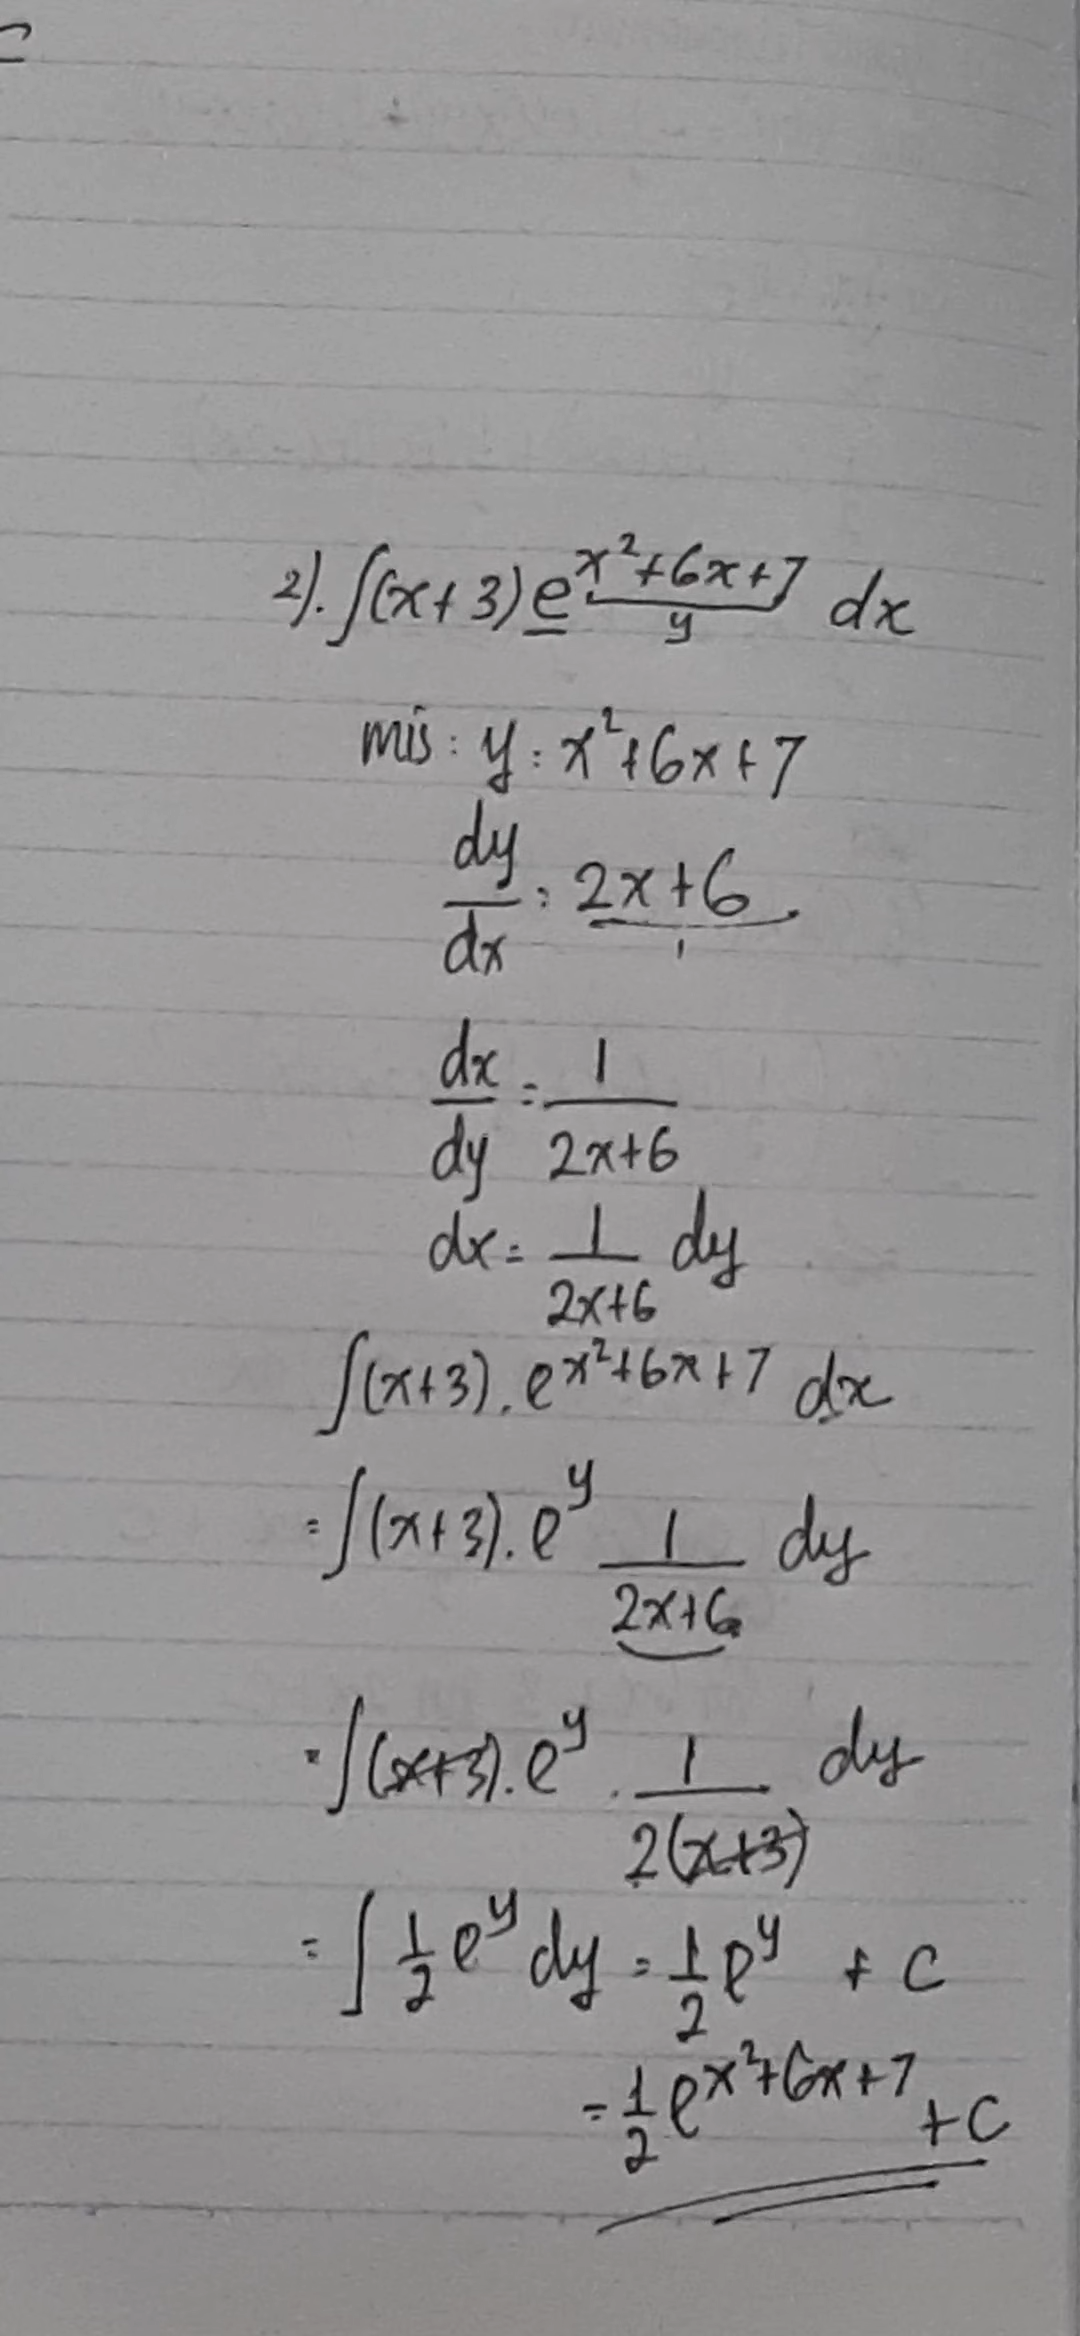 2). ∫(x+3) e^{x²+6x+7} dx
y
mis : y : x²+6x+7
dy/dx : 2x+6
dx/dy = 1/(2x+6)
dx = 1/(2x+6) dy
∫(x+3). e^{x²+6x+7} dx
= ∫(x+3). e^y 1/(2x+6) dy
= ∫(x+3). e^y . 1/(2(x+3)) dy
= ∫ 1/2 e^y dy = 1/2 e^y + C
= 1/2 e^{x²+6x+7} + C